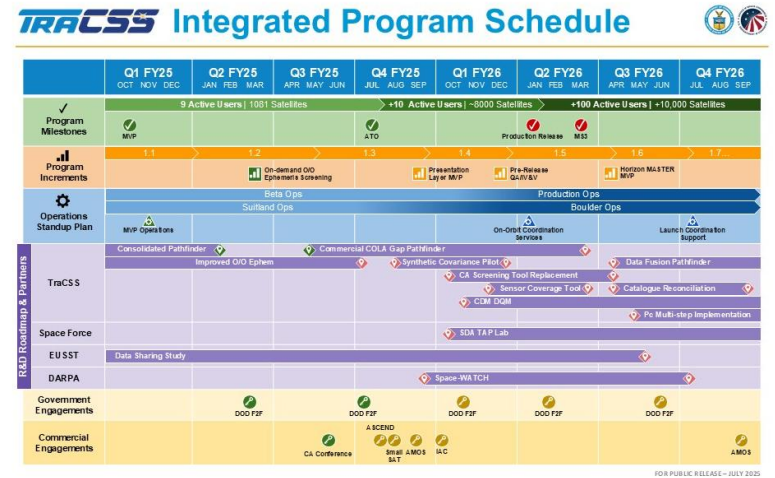 TRACSS Integrated Program Schedule
Q1 FY25 Q2 FY25 Q3 FY25 Q4 FY25 Q1 FY26 Q2 FY26 Q3 FY26 Q4 FY26
OCT NOV DEC JAN FEB MAR APR MAY JUN JUL AUG SEP OCT NOV DEC JAN FEB MAR APR MAY JUN JUL AUG SEP
Program
Milestones
9 Active Users | 1081 Satellites +10 Active Users | ~8000 Satellites +100 Active Users | +10,000 Satellites
MVP ATO Production Release MS3
Program
Increments
1.1 1.2 1.3 1.4 1.5 1.6 1.7...
On-demand O/O
Ephemeris Screening
Presentation
Layer MVP
Pre-Release
QA/IV&V
Horizon MASTER
MVP
Operations
Standup Plan
Beta Ops Production Ops
Suitland Ops Boulder Ops
MVP Operations
On-Orbit Coordination
Services
Launch Coordination
Support
R&D Roadmap & Partners
TraCSS
Consolidated Pathfinder Commercial COLA Gap Pathfinder
Improved O/O Ephem Synthetic Covariance Pilot Data Fusion Pathfinder
CA Screening Tool Replacement
Sensor Coverage Tool Catalogue Reconciliation
CDM DQM
Pc Multi-step Implementation
Space Force
SDA TAP Lab
EUSST
Data Sharing Study
DARPA
Space-WATCH
Government
Engagements
DOD F2F DOD F2F DOD F2F DOD F2F DOD F2F
Commercial
Engagements
CA Conference
ASCEND
Small
SAT
AMOS
IAC
AMOS
FOR PUBLIC RELEASE – JULY 2025